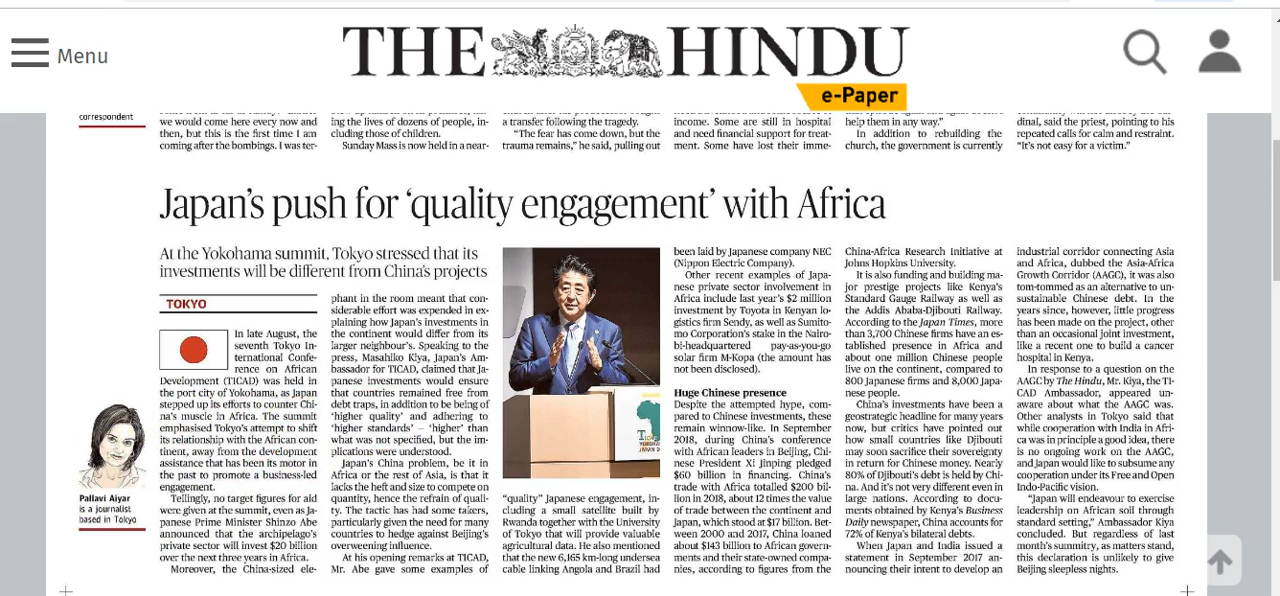 Menu
THE HINDU
e-Paper
correspondent
we would come here every now and
then, but this is the first time I am
coming after the bombings. I was ter-
ing the lives of dozens of people, in-
cluding those of children.
Sunday Mass is now held in a near-
a transfer following the tragedy.
"The fear has come down, but the
trauma remains," he said, pulling out
income. Some are still in hospital
and need financial support for treat-
ment. Some have lost their imme-
help them in any way."
In addition to rebuilding the
church, the government is currently
dinal, said the priest, pointing to his
repeated calls for calm and restraint.
"It's not easy for a victim."
Japan's push for 'quality engagement' with Africa
At the Yokohama summit, Tokyo stressed that its
investments will be different from China's projects
TOKYO
In late August, the
seventh Tokyo In-
ternational Confe-
rence on African
Development (TICAD) was held in
the port city of Yokohama, as Japan
stepped up its efforts to counter Chi-
na's muscle in Africa. The summit
emphasised Tokyo's attempt to shift
its relationship with the African con-
tinent, away from the development
assistance that has been its motor in
the past to promote a business-led
engagement.
Tellingly, no target figures for aid
were given at the summit, even as Ja-
panese Prime Minister Shinzo Abe
announced that the archipelago's
private sector will invest $20 billion
over the next three years in Africa.
Moreover, the China-sized ele-
Pallavi Aiyar
is a journalist
based in Tokyo
phant in the room meant that con-
siderable effort was expended in ex-
plaining how Japan's investments in
the continent would differ from its
larger neighbour's. Speaking to the
press, Masahiko Kiya, Japan's Am-
bassador for TICAD, claimed that Ja-
panese investments would ensure
that countries remained free from
debt traps, in addition to being of
'higher quality' and adhering to
'higher standards' – 'higher' than
what was not specified, but the im-
plications were understood.
Japan's China problem, be it in
Africa or the rest of Asia, is that it
lacks the heft and size to compete on
quantity, hence the refrain of quali-
ty. The tactic has had some takers,
particularly given the need for many
countries to hedge against Beijing's
overweening influence.
At his opening remarks at TICAD,
Mr. Abe gave some examples of
"quality" Japanese engagement, in-
cluding a small satellite built by
Rwanda together with the University
of Tokyo that will provide valuable
agricultural data. He also mentioned
that the new 6,165 km-long undersea
cable linking Angola and Brazil had
been laid by Japanese company NEC
(Nippon Electric Company).
Other recent examples of Japa-
nese private sector involvement in
Africa include last year's $2 million
investment by Toyota in Kenyan lo-
gistics firm Sendy, as well as Sumito-
mo Corporation's stake in the Nairo-
bi-headquartered pay-as-you-go
solar firm M-Kopa (the amount has
not been disclosed).
Huge Chinese presence
Despite the attempted hype,
compared to Chinese investments, these
remain winnow-like. In September
2018, during China's conference
with African leaders in Beijing, Chi-
nese President Xi Jinping pledged
$60 billion in financing. China's
trade with Africa totalled $200 bil-
lion in 2018, about 12 times the value
of trade between the continent and
Japan, which stood at $17 billion. Bet-
ween 2000 and 2017, China loaned
about $143 billion to African govern-
ments and their state-owned compa-
nies, according to figures from the
China-Africa Research Initiative at
Johns Hopkins University.
It is also funding and building ma-
jor prestige projects like Kenya's
Standard Gauge Railway as well as
the Addis Ababa-Djibouti Railway.
According to the Japan Times, more
than 3,700 Chinese firms have an es-
tablished presence in Africa and
about one million Chinese people
live on the continent, compared to
800 Japanese firms and 8,000 Japa-
nese people.
China's investments have been a
geostrategic headline for many years
now, but critics have pointed out
how small countries like Djibouti
may soon sacrifice their sovereignty
in return for Chinese money. Nearly
80% of Djibouti's debt is held by Chi-
na. And it's not very different even in
large nations. According to docu-
ments obtained by Kenya's Business
Daily newspaper, China accounts for
72% of Kenya's bilateral debts.
When Japan and India issued a
statement in September 2017 an-
nouncing their intent to develop an
industrial corridor connecting Asia
and Africa, dubbed the Asia-Africa
Growth Corridor (AAGC), it was also
tom-tommed as an alternative to un-
sustainable Chinese debt. In the
years since, however, little progress
has been made on the project, other
than an occasional joint investment,
like a recent one to build a cancer
hospital in Kenya.
In response to a question on the
AAGC by The Hindu, Mr. Kiya, the TI-
CAD Ambassador, appeared un-
aware about what the AAGC was.
Other analysts in Tokyo said that
while cooperation with India in Afri-
ca was in principle a good idea, there
is no ongoing work on the AAGC,
and Japan would like to subsume any
cooperation under its Free and Open
Indo-Pacific vision.
"Japan will endeavour to exercise
leadership on African soil through
standard setting," Ambassador Kiya
concluded. But regardless of last
month's summitry, as matters stand,
this declaration is unlikely to give
Beijing sleepless nights.